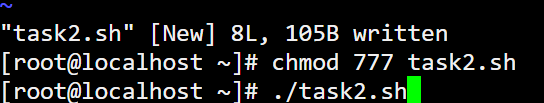 ~
"task2.sh" [New] 8L, 105B written
[root@localhost ~]# chmod 777 task2.sh
[root@localhost ~]# ./task2.sh